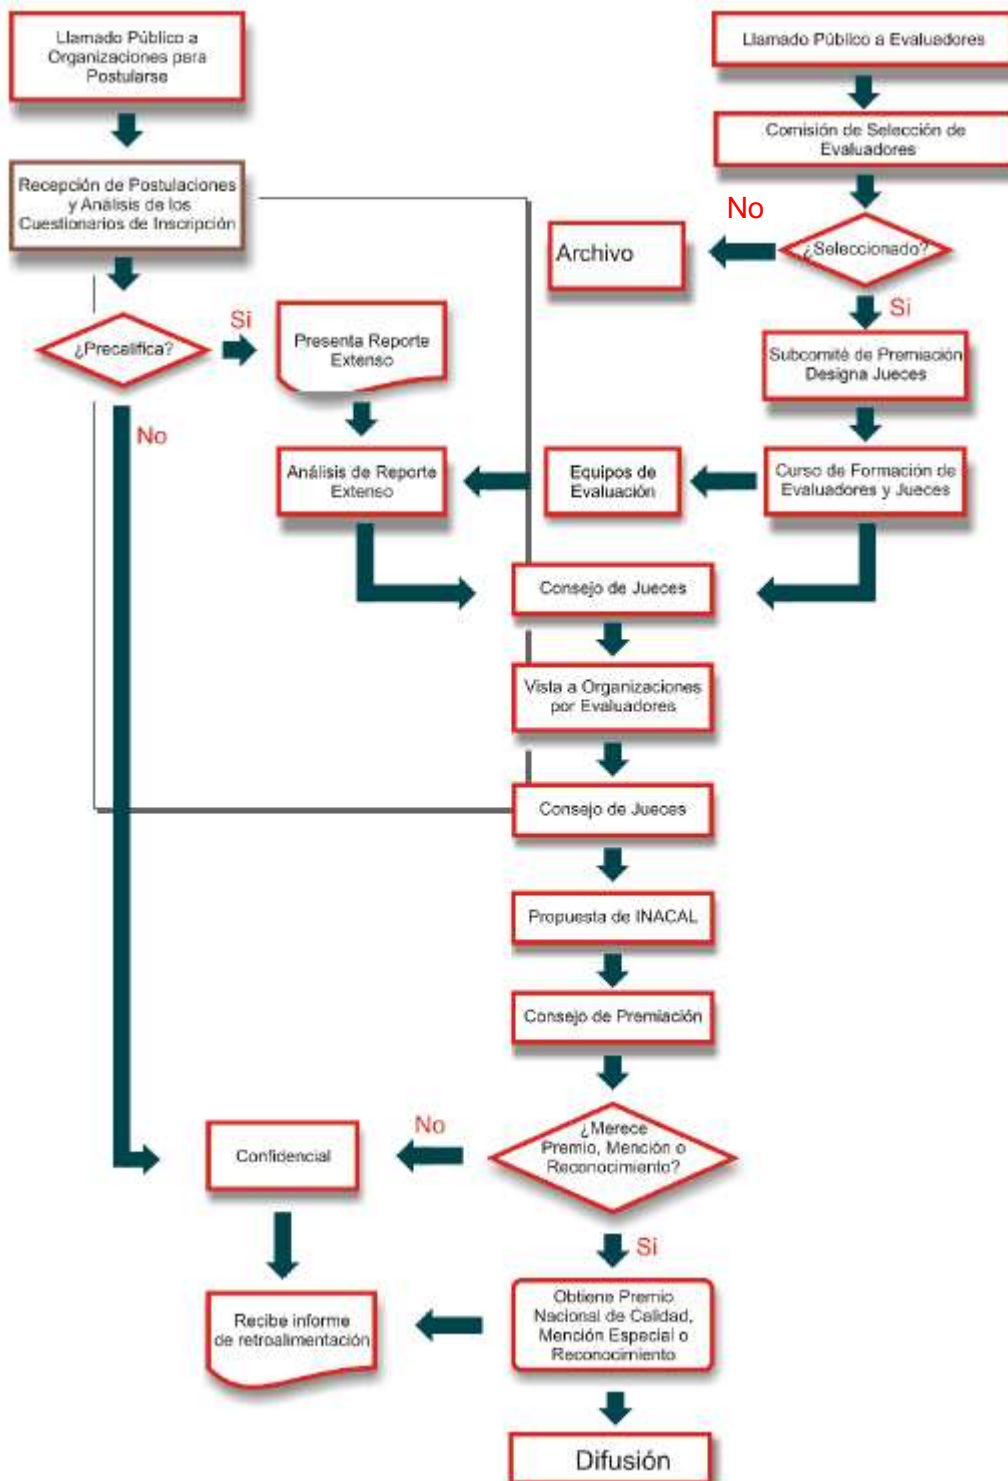 Llamado Público a
Organizaciones para
Postularse
Llamado Público a Evaluadores
Comisión de Selección de
Evaluadores
Recepción de Postulaciones
y Análisis de los
Cuestionarios de Inscripción
No
Archivo
¿Seleccionado?
Si
¿Precalifica?
Si
Presenta Reporte
Extenso
Subcomité de Premiación
Designa Jueces
No
Análisis de Reporte
Extenso
Equipos de
Evaluación
Curso de Formación de
Evaluadores y Jueces
Consejo de Jueces
Vista a Organizaciones
por Evaluadores
Consejo de Jueces
Propuesta de INACAL
Consejo de Premiación
¿Merece
Premio, Mención o
Reconocimiento?
No
Confidencial
Si
Obtiene Premio
Nacional de Calidad,
Mención Especial o
Reconocimiento
Recibe informe
de retroalimentación
Difusión